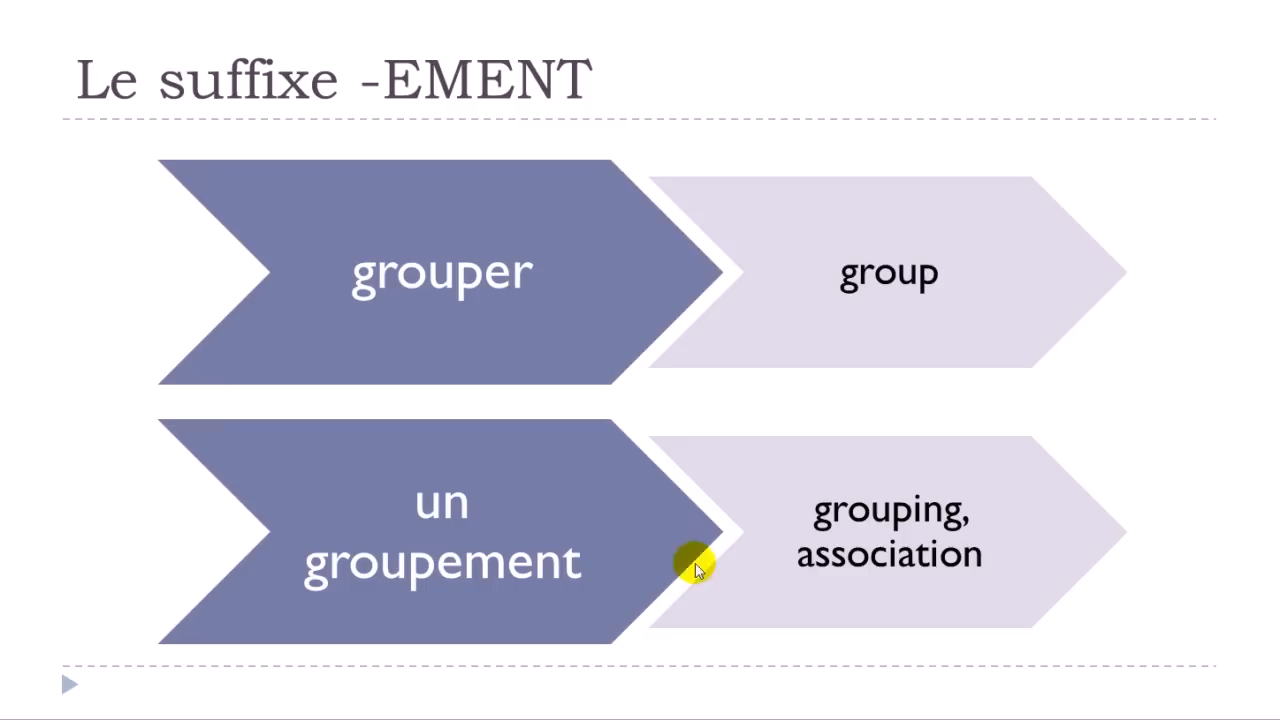 Le suffixe -EMENT
grouper
group
un
groupement
grouping,
association